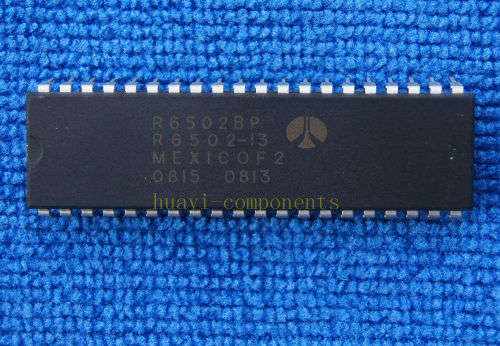 R6502BP
R6502-13
MEXICOF2
0815 0813
huayi-components